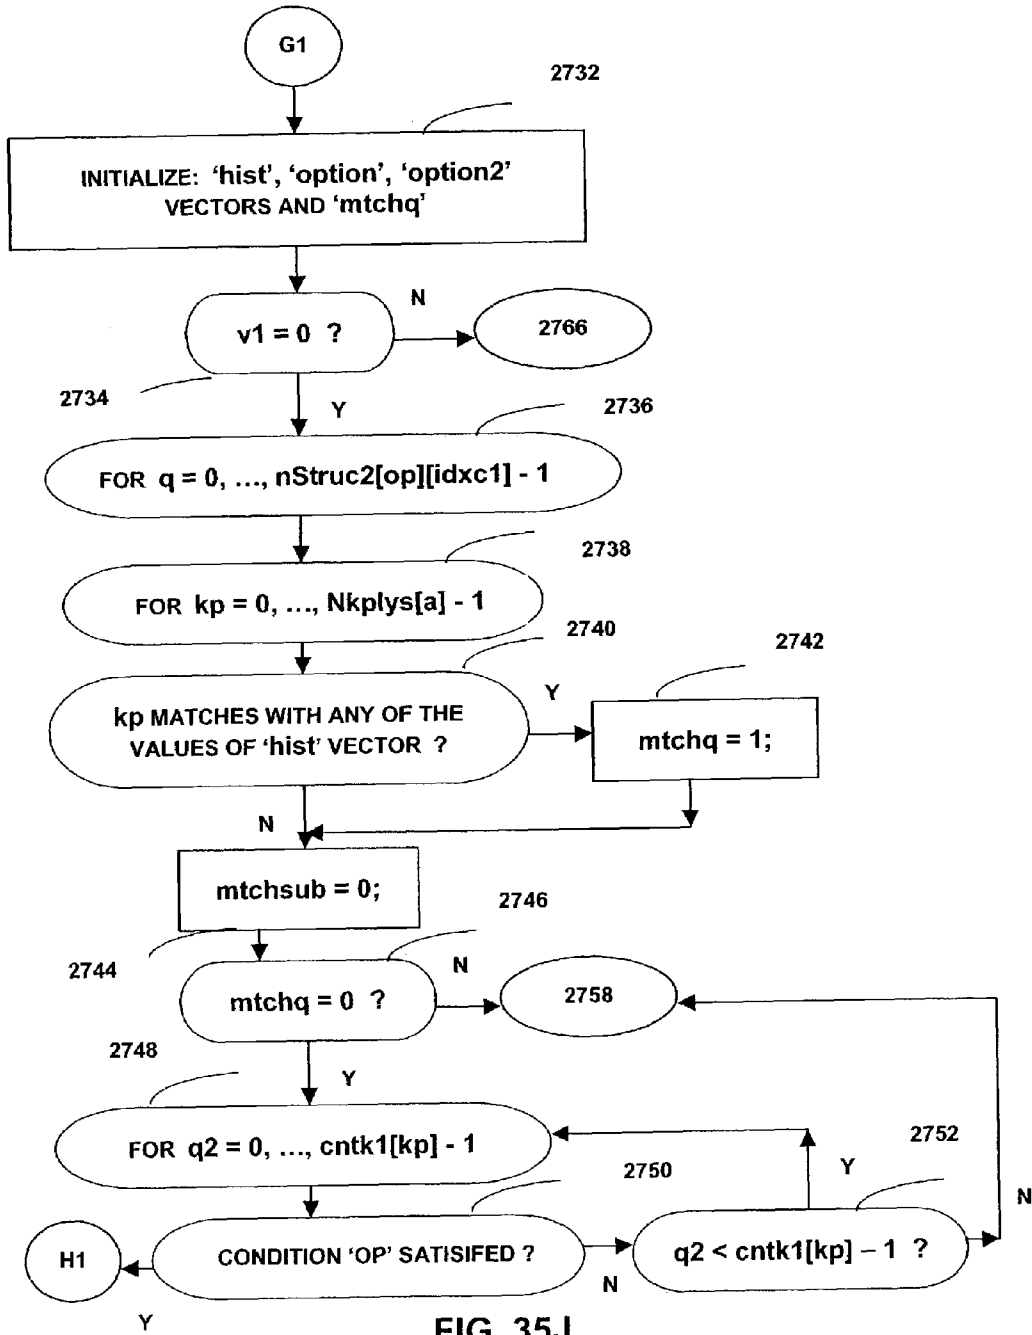 G1
2732
INITIALIZE: ‘hist’, ‘option’, ‘option2’
VECTORS AND ‘mtchq’
N
v1 = 0 ?
2766
2734
Y
2736
FOR q = 0, …, nStruc2[op][idxc1] - 1
2738
FOR kp = 0, …, Nkplys[a] - 1
2740
2742
Y
kp MATCHES WITH ANY OF THE
VALUES OF ‘hist’ VECTOR ?
mtchq = 1;
N
mtchsub = 0;
2746
2744
N
mtchq = 0 ?
2758
2748
Y
FOR q2 = 0, …, cntk1[kp] - 1
2752
Y
2750
N
H1
CONDITION ‘OP’ SATISIFED ?
q2 < cntk1[kp] – 1 ?
N
Y